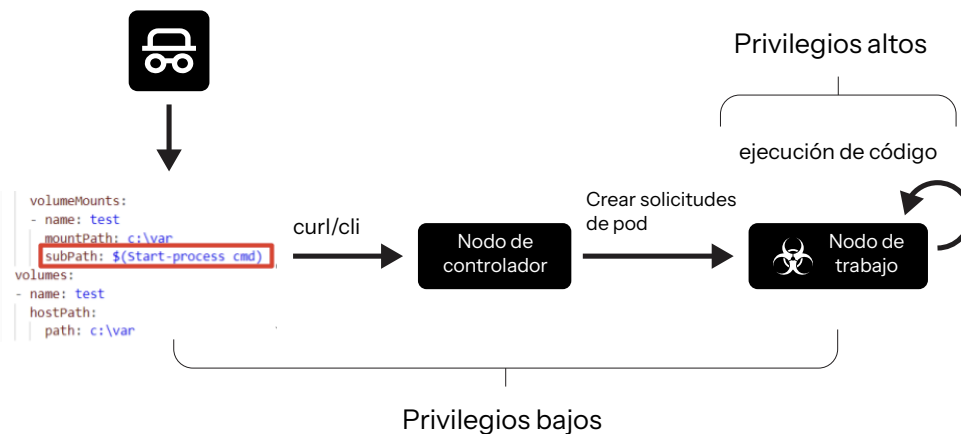 Privilegios altos
ejecución de código
volumeMounts:
- name: test
mountPath: c:\var
subPath: $(Start-process cmd)
volumes:
- name: test
hostPath:
path: c:\var
curl/cli
Nodo de
controlador
Crear solicitudes
de pod
Nodo de
trabajo
Privilegios bajos